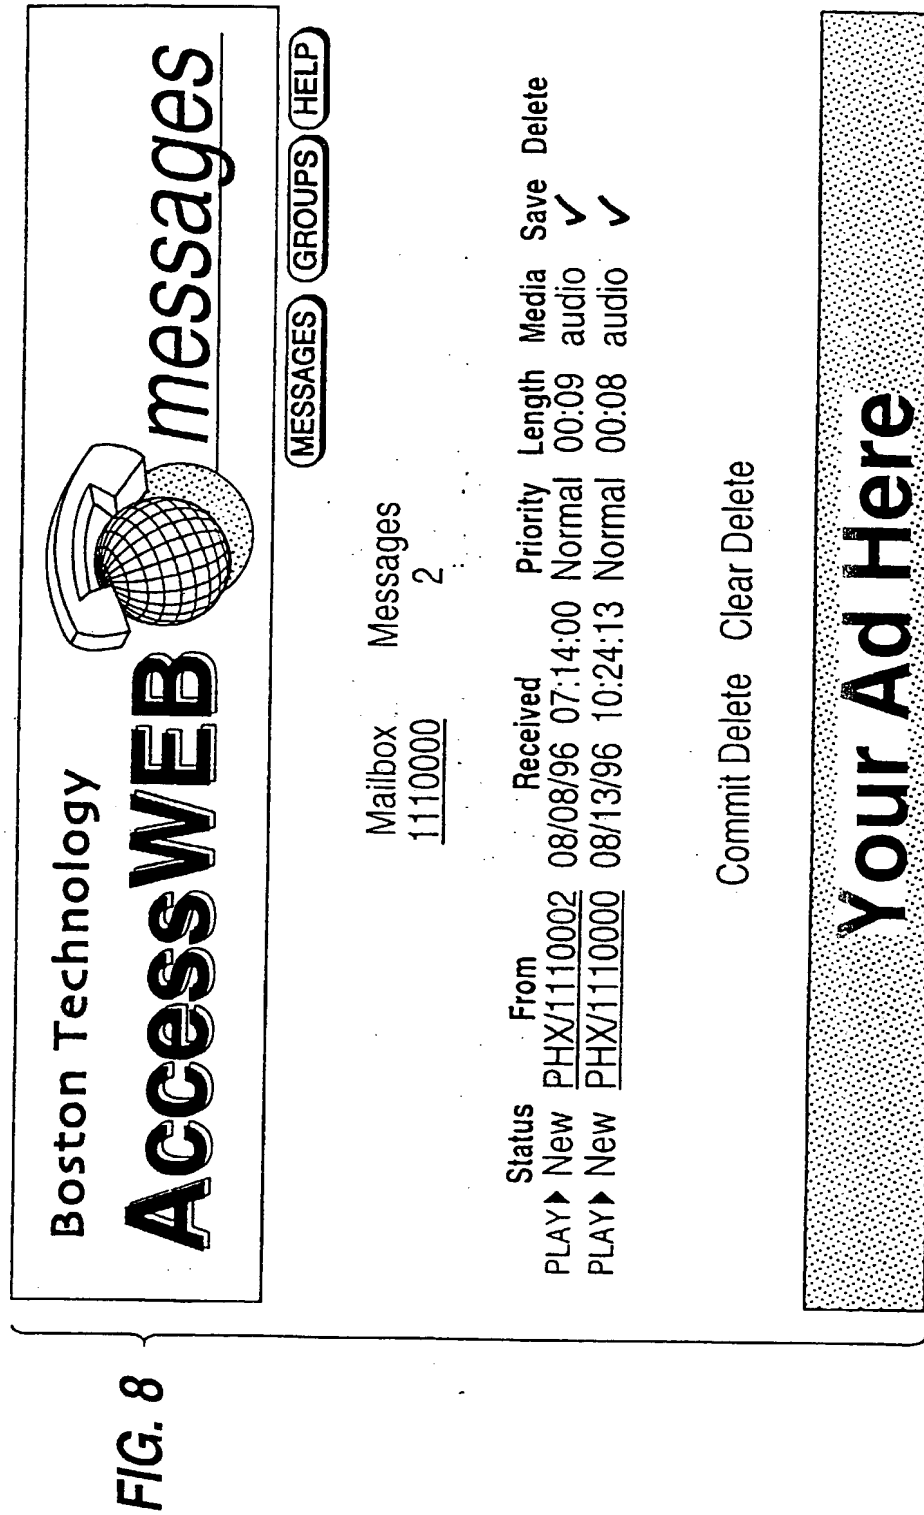 FIG. 8
Boston Technology
AccessWEB messages
MESSAGES GROUPS HELP
Mailbox Messages
1110000 2
Status From Received Priority Length Media Save Delete
PLAY▶ New PHX/1110002 08/08/96 07:14:00 Normal 00:09 audio ✓
PLAY▶ New PHX/1110000 08/13/96 10:24:13 Normal 00:08 audio ✓
Commit Delete Clear Delete
Your Ad Here